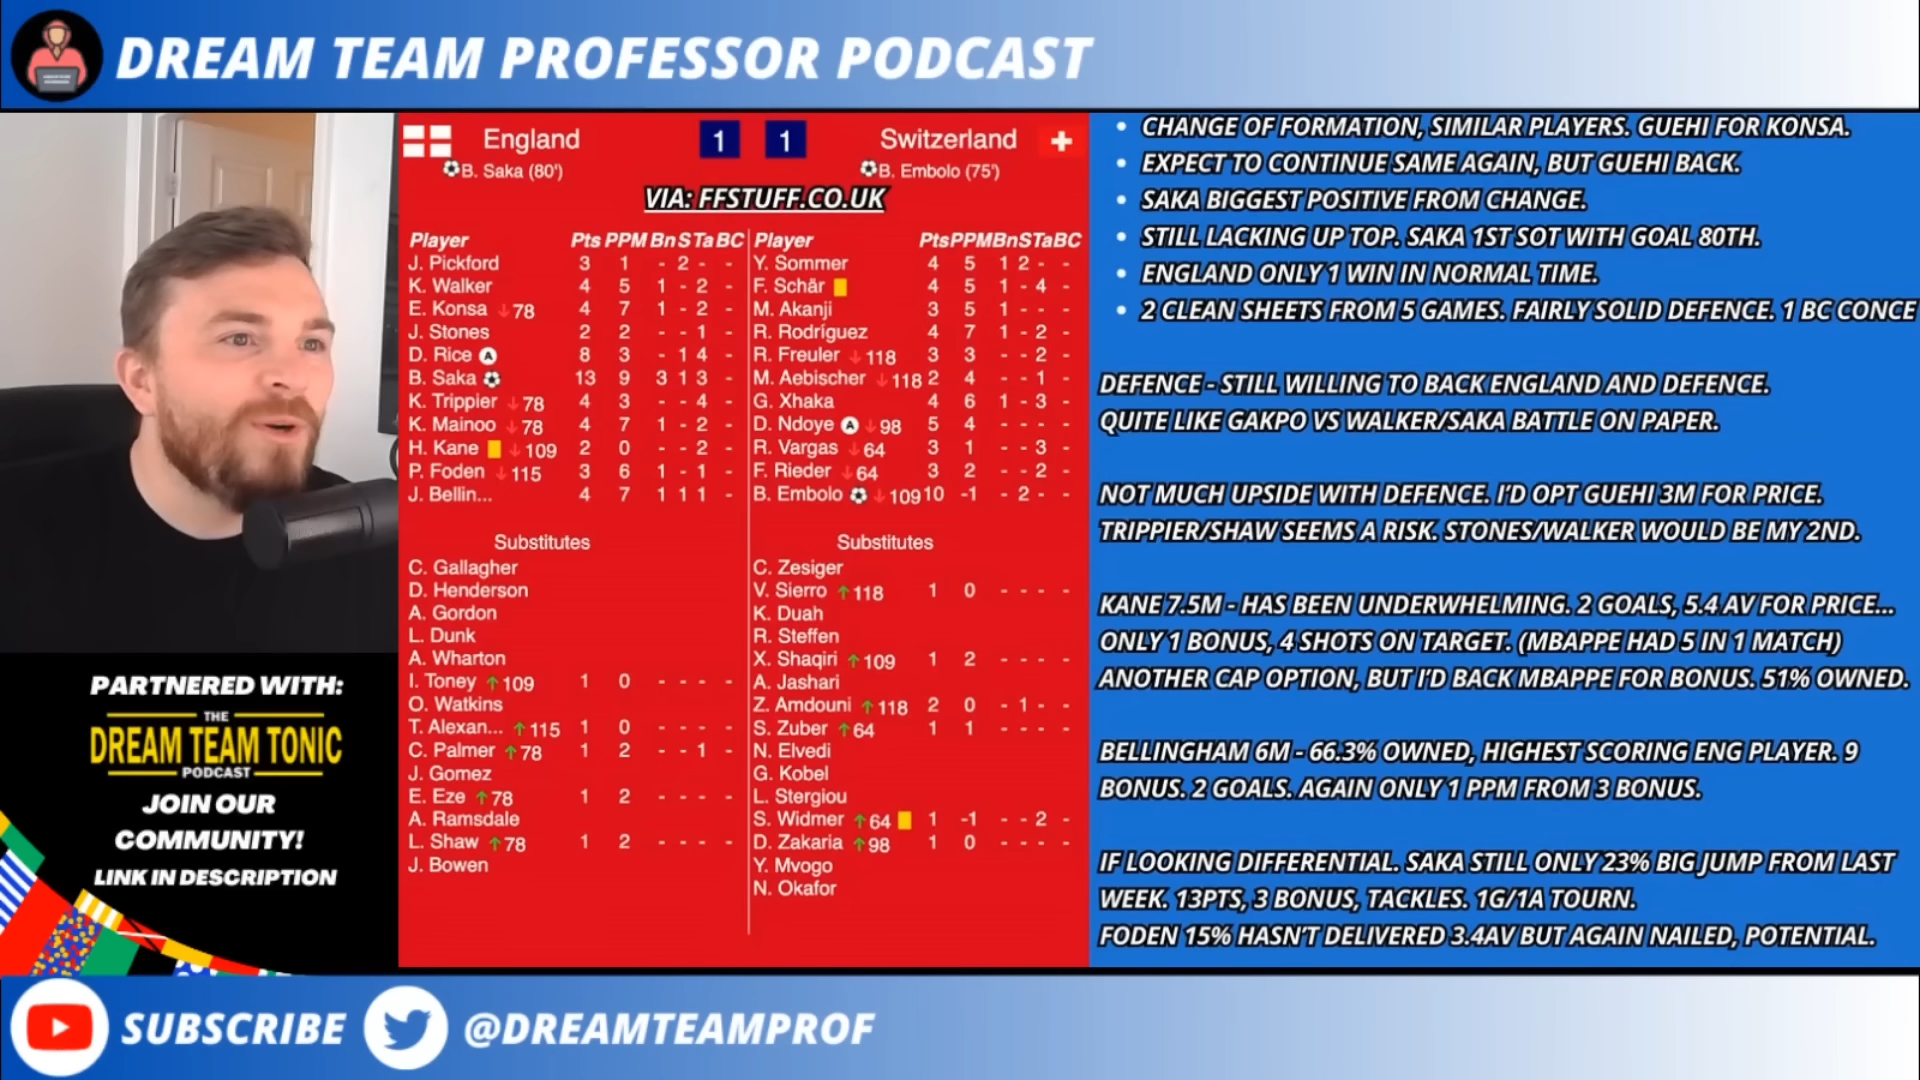 DREAM TEAM PROFESSOR PODCAST
England 1 1 Switzerland
B. Saka (80') B. Embolo (75')
VIA: FFSTUFF.CO.UK
Player Pts PPM Bn S Ta BC
J. Pickford 3 1 - 2 - -
K. Walker 4 5 1 - 2 -
E. Konsa 78 4 7 1 - 2 -
J. Stones 2 2 - - 1 -
D. Rice A 8 3 - 1 4 -
B. Saka 13 9 3 1 3 -
K. Trippier 78 4 3 - - 4 -
K. Mainoo 78 4 7 1 - 2 -
H. Kane 109 2 0 - - 2 -
P. Foden 115 3 6 1 - 1 -
J. Bellin... 4 7 1 1 1 -
Substitutes
C. Gallagher
D. Henderson
A. Gordon
L. Dunk
A. Wharton
I. Toney 109 1 0 - - - -
O. Watkins
T. Alexan... 115 1 0 - - - -
C. Palmer 78 1 2 - - 1 -
J. Gomez
E. Eze 78 1 2 - - - -
A. Ramsdale
L. Shaw 78 1 2 - - - -
J. Bowen
Player Pts PPM Bn S Ta BC
Y. Sommer 4 5 1 2 - -
F. Schär 4 5 1 - 4 -
M. Akanji 3 5 1 - - -
R. Rodríguez 4 7 1 - 2 -
R. Freuler 118 3 3 - - 2 -
M. Aebischer 118 2 4 - - 1 -
G. Xhaka 4 6 1 - 3 -
D. Ndoye A 98 5 4 - - - -
R. Vargas 64 3 1 - - 3 -
F. Rieder 64 3 2 - - 2 -
B. Embolo 109 10 -1 - 2 - -
Substitutes
C. Zesiger
V. Sierro 118 1 0 - - - -
K. Duah
R. Steffen
X. Shaqiri 109 1 2 - - - -
A. Jashari
Z. Amdouni 118 2 0 - 1 - -
S. Zuber 64 1 1 - - - -
N. Elvedi
G. Kobel
L. Stergiou
S. Widmer 64 1 -1 - - 2 -
D. Zakaria 98 1 0 - - - -
Y. Mvogo
N. Okafor
• CHANGE OF FORMATION, SIMILAR PLAYERS. GUEHI FOR KONSA.
• EXPECT TO CONTINUE SAME AGAIN, BUT GUEHI BACK.
• SAKA BIGGEST POSITIVE FROM CHANGE.
• STILL LACKING UP TOP. SAKA 1ST SOT WITH GOAL 80TH.
• ENGLAND ONLY 1 WIN IN NORMAL TIME.
• 2 CLEAN SHEETS FROM 5 GAMES. FAIRLY SOLID DEFENCE. 1 BC CONCE
DEFENCE - STILL WILLING TO BACK ENGLAND AND DEFENCE.
QUITE LIKE GAKPO VS WALKER/SAKA BATTLE ON PAPER.
NOT MUCH UPSIDE WITH DEFENCE. I'D OPT GUEHI 3M FOR PRICE.
TRIPPIER/SHAW SEEMS A RISK. STONES/WALKER WOULD BE MY 2ND.
KANE 7.5M - HAS BEEN UNDERWHELMING. 2 GOALS, 5.4 AV FOR PRICE...
ONLY 1 BONUS, 4 SHOTS ON TARGET. (MBAPPE HAD 5 IN 1 MATCH)
ANOTHER CAP OPTION, BUT I'D BACK MBAPPE FOR BONUS. 51% OWNED.
BELLINGHAM 6M - 66.3% OWNED, HIGHEST SCORING ENG PLAYER. 9
BONUS. 2 GOALS. AGAIN ONLY 1 PPM FROM 3 BONUS.
IF LOOKING DIFFERENTIAL. SAKA STILL ONLY 23% BIG JUMP FROM LAST
WEEK. 13PTS, 3 BONUS, TACKLES. 1G/1A TOURN.
FODEN 15% HASN'T DELIVERED 3.4AV BUT AGAIN NAILED, POTENTIAL.
PARTNERED WITH:
THE
DREAM TEAM TONIC
PODCAST
JOIN OUR
COMMUNITY!
LINK IN DESCRIPTION
SUBSCRIBE
@DREAMTEAMPROF